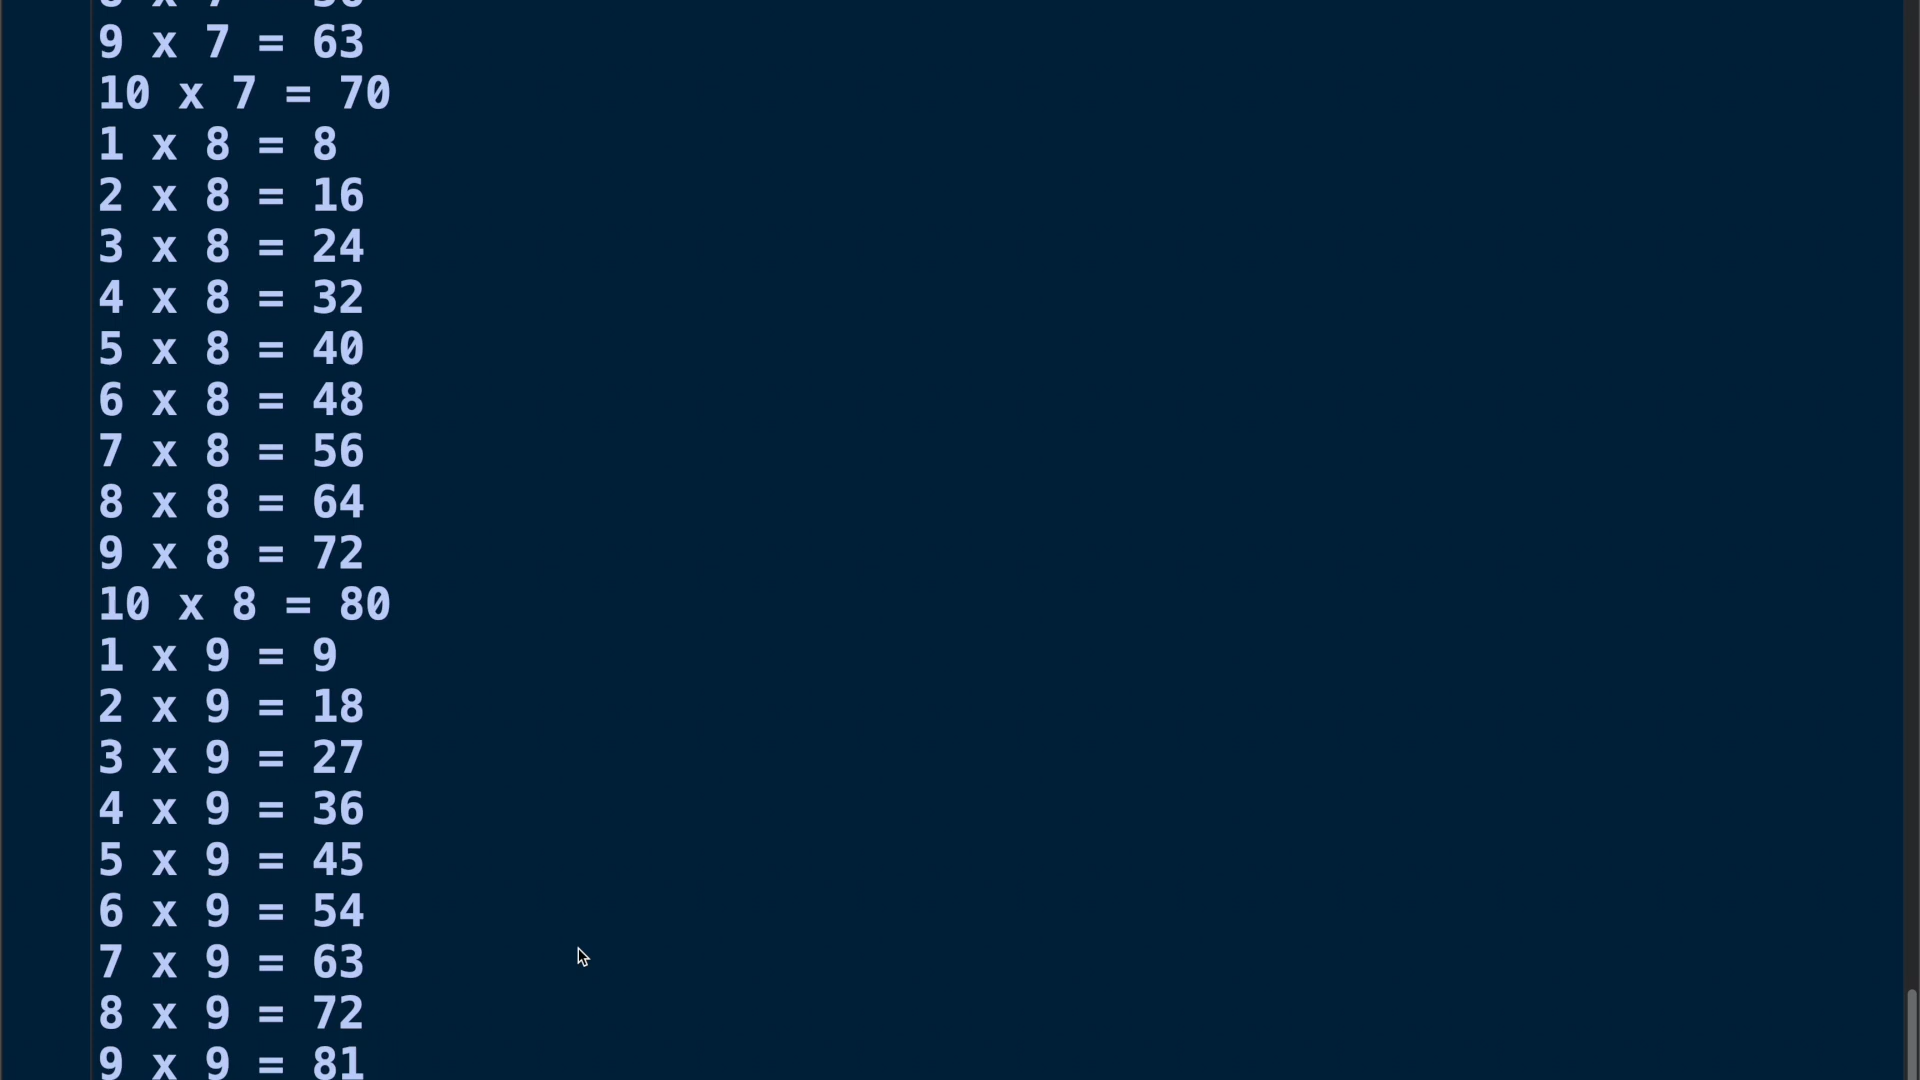 9 x 7 = 63
10 x 7 = 70
1 x 8 = 8
2 x 8 = 16
3 x 8 = 24
4 x 8 = 32
5 x 8 = 40
6 x 8 = 48
7 x 8 = 56
8 x 8 = 64
9 x 8 = 72
10 x 8 = 80
1 x 9 = 9
2 x 9 = 18
3 x 9 = 27
4 x 9 = 36
5 x 9 = 45
6 x 9 = 54
7 x 9 = 63
8 x 9 = 72
9 x 9 = 81